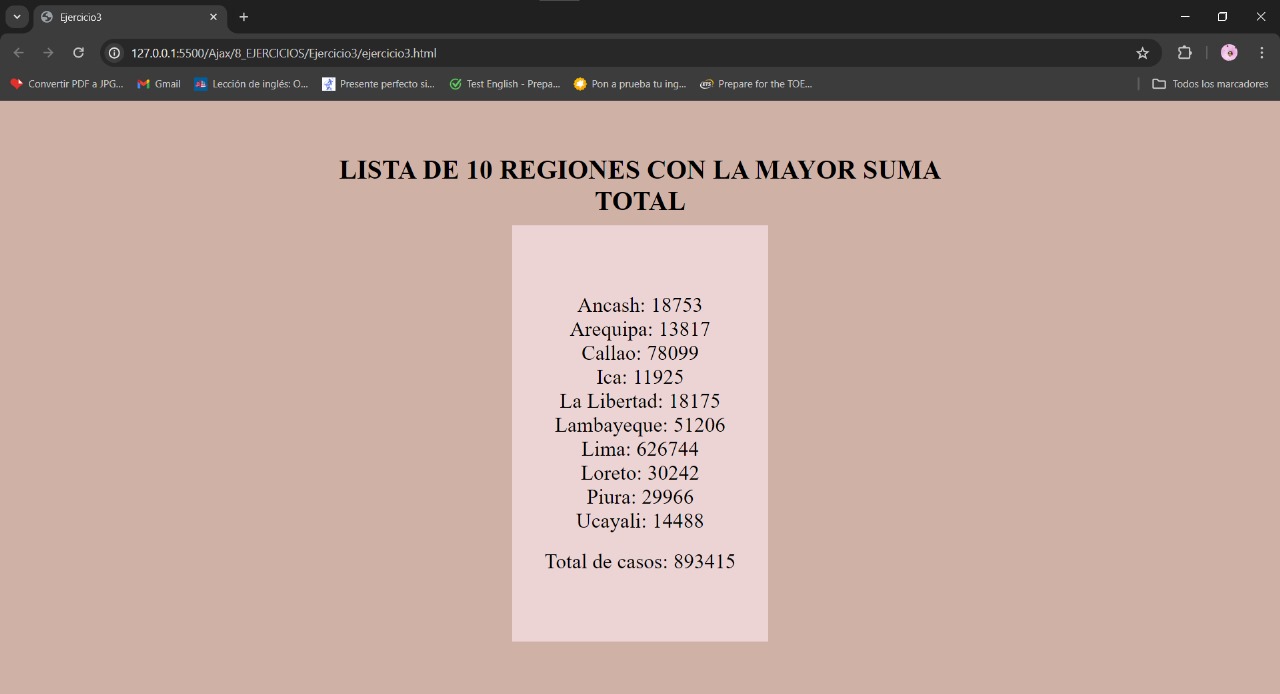 Ejercicio3
127.0.0.1:5500/Ajax/8_EJERCICIOS/Ejercicio3/ejercicio3.html
Convertir PDF a JPG... Gmail Lección de inglés: O... Presente perfecto si... Test English - Prepa... Pon a prueba tu ing... Prepare for the TOE... Todos los marcadores
LISTA DE 10 REGIONES CON LA MAYOR SUMA
TOTAL
Ancash: 18753
Arequipa: 13817
Callao: 78099
Ica: 11925
La Libertad: 18175
Lambayeque: 51206
Lima: 626744
Loreto: 30242
Piura: 29966
Ucayali: 14488
Total de casos: 893415